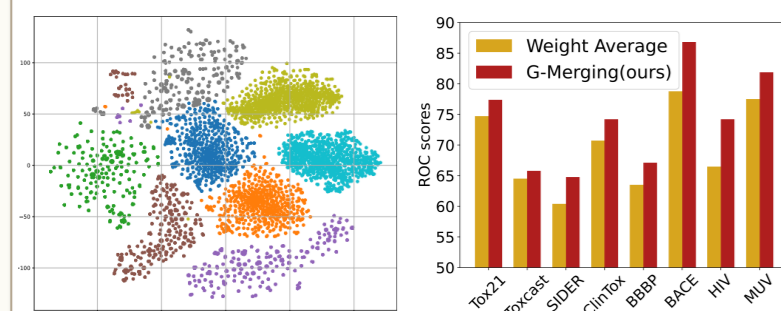 100
50
0
-50
-100
ROC scores
90
85
80
75
70
65
60
55
50
Weight Average
G-Merging(ours)
Tox21
Toxcast
SIDER
ClinTox
BBBP
BACE
HIV
MUV